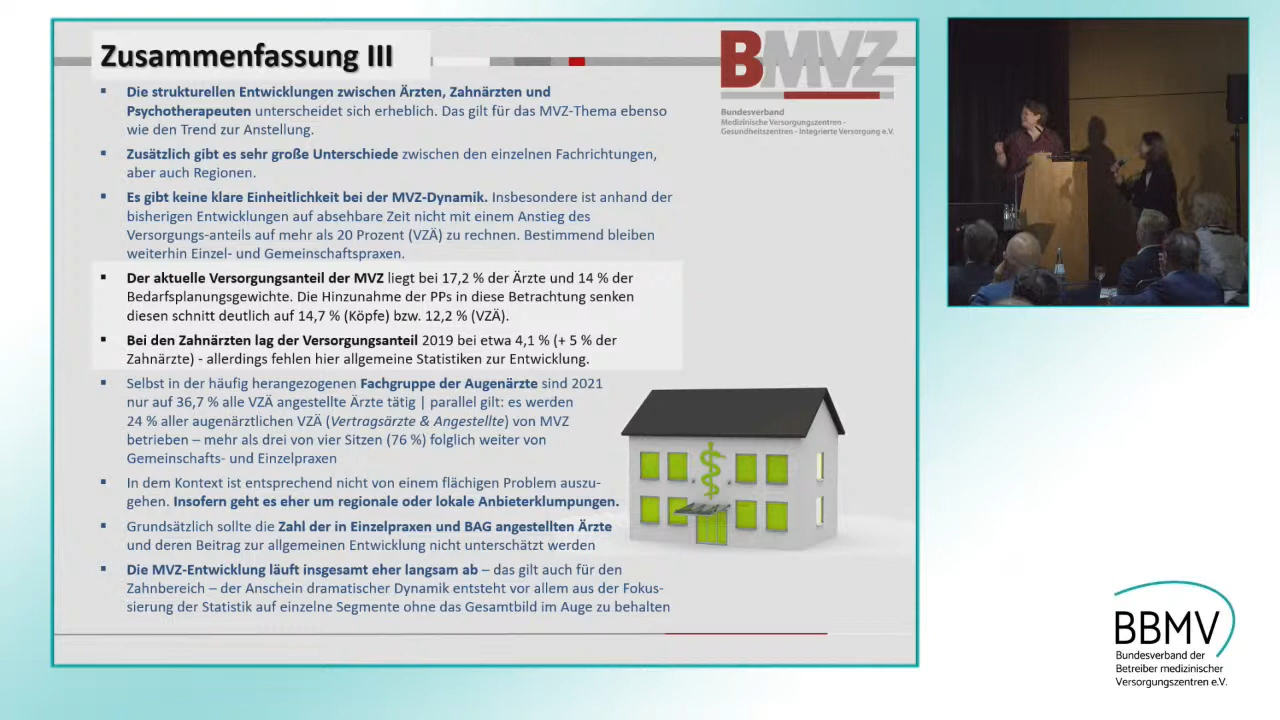 Zusammenfassung III
BMVZ
Bundesverband
Medizinische Versorgungszentren -
Gesundheitszentren - Integrierte Versorgung e.V.
▪ Die strukturellen Entwicklungen zwischen Ärzten, Zahnärzten und
Psychotherapeuten unterscheidet sich erheblich. Das gilt für das MVZ-Thema ebenso
wie den Trend zur Anstellung.
▪ Zusätzlich gibt es sehr große Unterschiede zwischen den einzelnen Fachrichtungen,
aber auch Regionen.
▪ Es gibt keine klare Einheitlichkeit bei der MVZ-Dynamik. Insbesondere ist anhand der
bisherigen Entwicklungen auf absehbare Zeit nicht mit einem Anstieg des
Versorgungs-anteils auf mehr als 20 Prozent (VZÄ) zu rechnen. Bestimmend bleiben
weiterhin Einzel- und Gemeinschaftspraxen.
▪ Der aktuelle Versorgungsanteil der MVZ liegt bei 17,2 % der Ärzte und 14 % der
Bedarfsplanungsgewichte. Die Hinzunahme der PPs in diese Betrachtung senken
diesen schnitt deutlich auf 14,7 % (Köpfe) bzw. 12,2 % (VZÄ).
▪ Bei den Zahnärzten lag der Versorgungsanteil 2019 bei etwa 4,1 % (+ 5 % der
Zahnärzte) - allerdings fehlen hier allgemeine Statistiken zur Entwicklung.
▪ Selbst in der häufig herangezogenen Fachgruppe der Augenärzte sind 2021
nur auf 36,7 % alle VZÄ angestellte Ärzte tätig | parallel gilt: es werden
24 % aller augenärztlichen VZÄ (Vertragsärzte & Angestellte) von MVZ
betrieben – mehr als drei von vier Sitzen (76 %) folglich weiter von
Gemeinschafts- und Einzelpraxen
▪ In dem Kontext ist entsprechend nicht von einem flächigen Problem auszu-
gehen. Insofern geht es eher um regionale oder lokale Anbieterklumpungen.
▪ Grundsätzlich sollte die Zahl der in Einzelpraxen und BAG angestellten Ärzte
und deren Beitrag zur allgemeinen Entwicklung nicht unterschätzt werden
▪ Die MVZ-Entwicklung läuft insgesamt eher langsam ab – das gilt auch für den
Zahnbereich – der Anschein dramatischer Dynamik entsteht vor allem aus der Fokus-
sierung der Statistik auf einzelne Segmente ohne das Gesamtbild im Auge zu behalten
BBMV
Bundesverband der
Betreiber medizinischer
Versorgungszentren e.V.